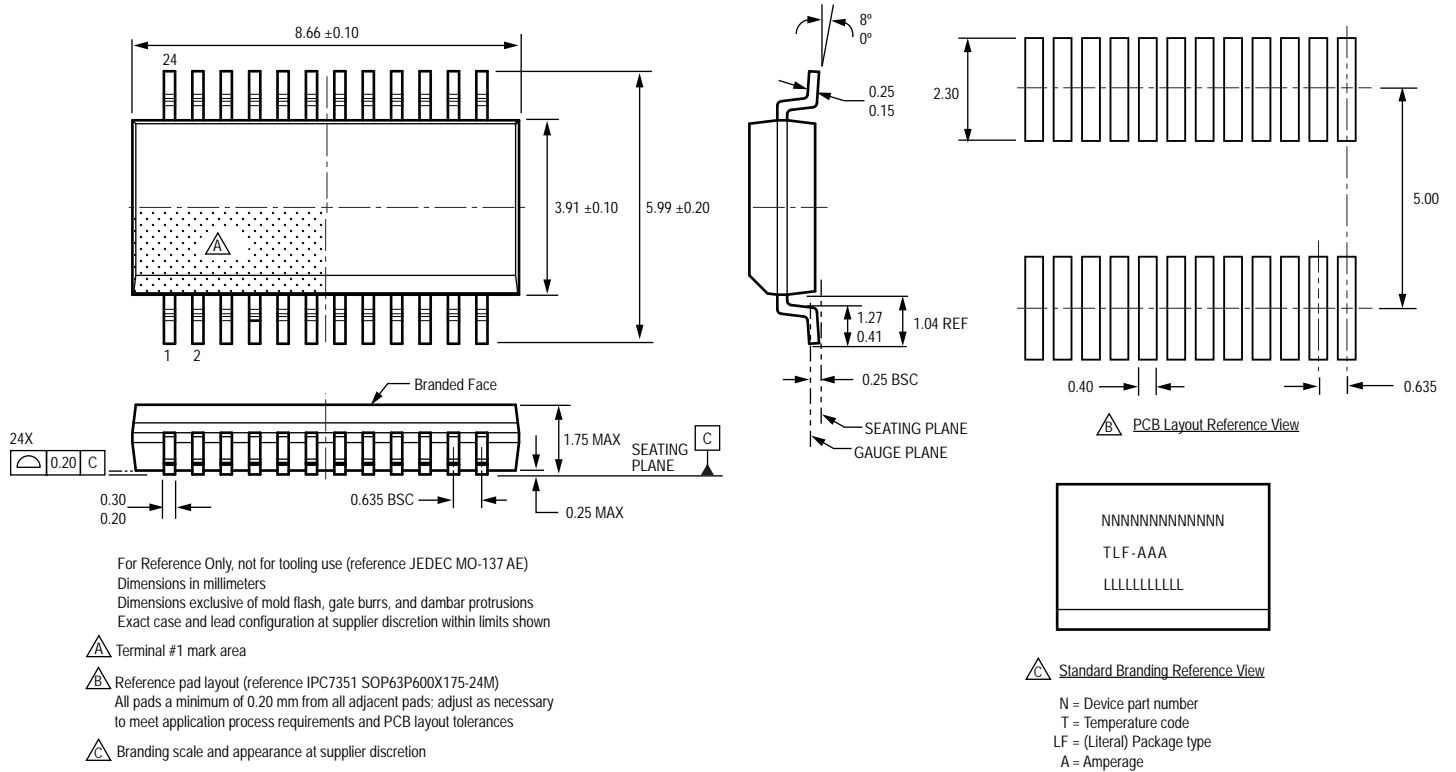 8.66 ±0.10
24
3.91 ±0.10
5.99 ±0.20
A
1 2
8º
0º
0.25
0.15
1.27
0.41
1.04 REF
0.25 BSC
SEATING PLANE
GAUGE PLANE
2.30
5.00
0.40
0.635
B PCB Layout Reference View
Branded Face
24X
0.20 C
1.75 MAX
SEATING
PLANE
C
0.30
0.20
0.635 BSC
0.25 MAX
For Reference Only, not for tooling use (reference JEDEC MO-137 AE)
Dimensions in millimeters
Dimensions exclusive of mold flash, gate burrs, and dambar protrusions
Exact case and lead configuration at supplier discretion within limits shown
A Terminal #1 mark area
B Reference pad layout (reference IPC7351 SOP63P600X175-24M)
All pads a minimum of 0.20 mm from all adjacent pads; adjust as necessary
to meet application process requirements and PCB layout tolerances
C Branding scale and appearance at supplier discretion
NNNNNNNNNNNNN
TLF-AAA
LLLLLLLLLLL
C Standard Branding Reference View
N = Device part number
T = Temperature code
LF = (Literal) Package type
A = Amperage